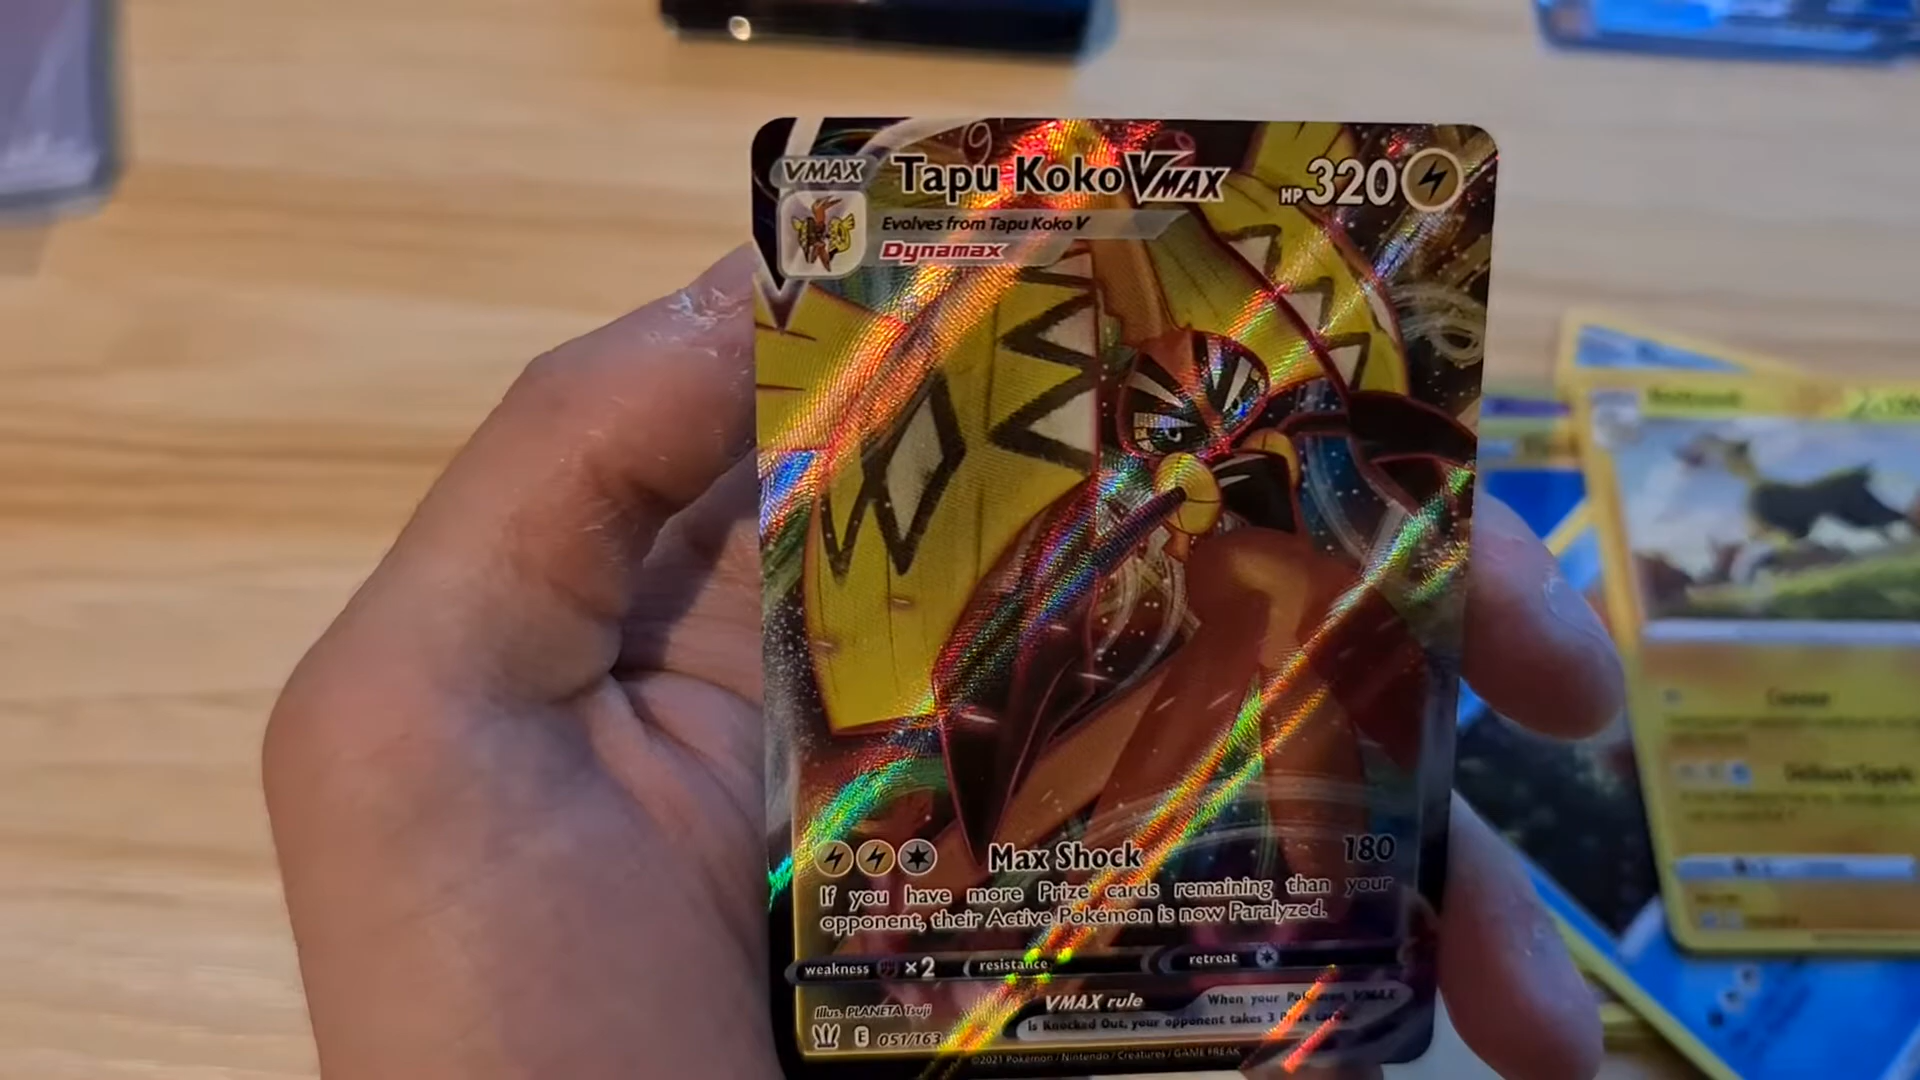 VMAX Tapu Koko VMAX HP 320
Evolves from Tapu Koko V
Dynamax
Max Shock 180
If you have more Prize cards remaining than your
opponent, their Active Pokémon is now Paralyzed.
weakness ×2 resistance retreat
VMAX rule When your Pokémon VMAX
is Knocked Out, your opponent takes 3 Prize cards.
Illus. PLANETA Tsuji
E 051/163
©2021 Pokémon / Nintendo / Creatures / GAME FREAK